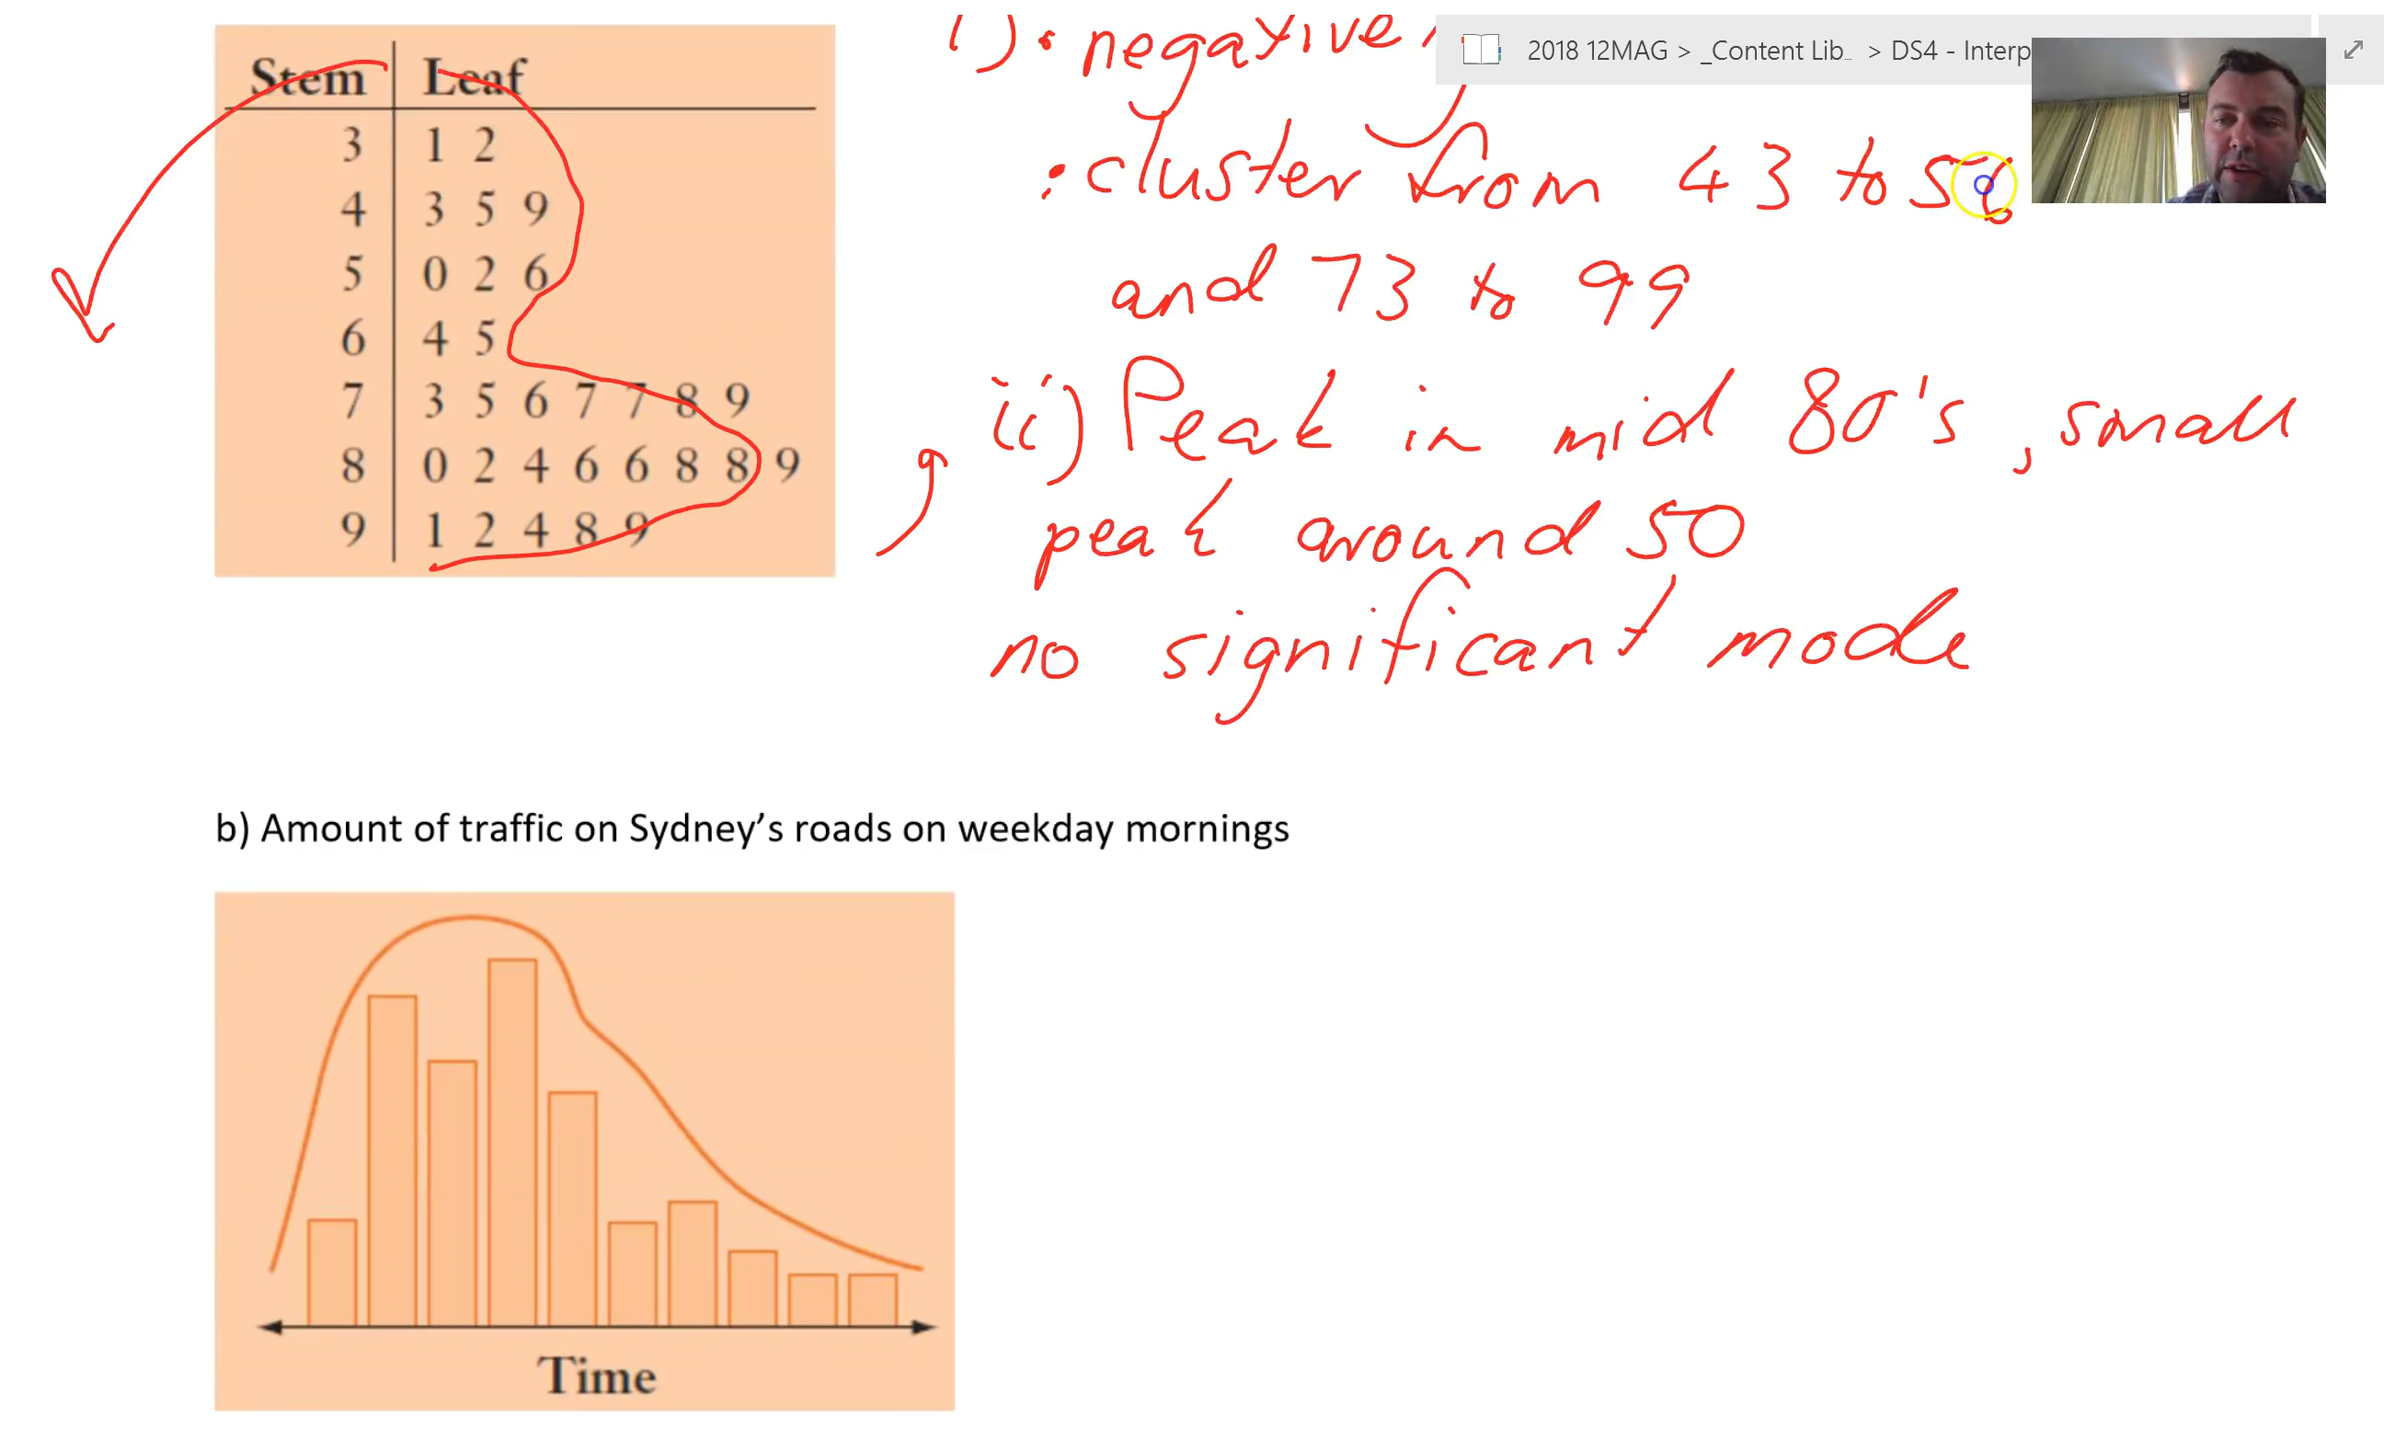 i) • negative
2018 12MAG > _Content Lib... > DS4 - Interp
Stem Leaf
3 1 2
4 3 5 9
5 0 2 6
6 4 5
7 3 5 6 7 7 8 9
8 0 2 4 6 6 8 8 9
9 1 2 4 8 9
• cluster from 43 to 56
and 73 to 99
ii) Peak in mid 80's, small
peak around 50
no significant mode
b) Amount of traffic on Sydney's roads on weekday mornings
Time